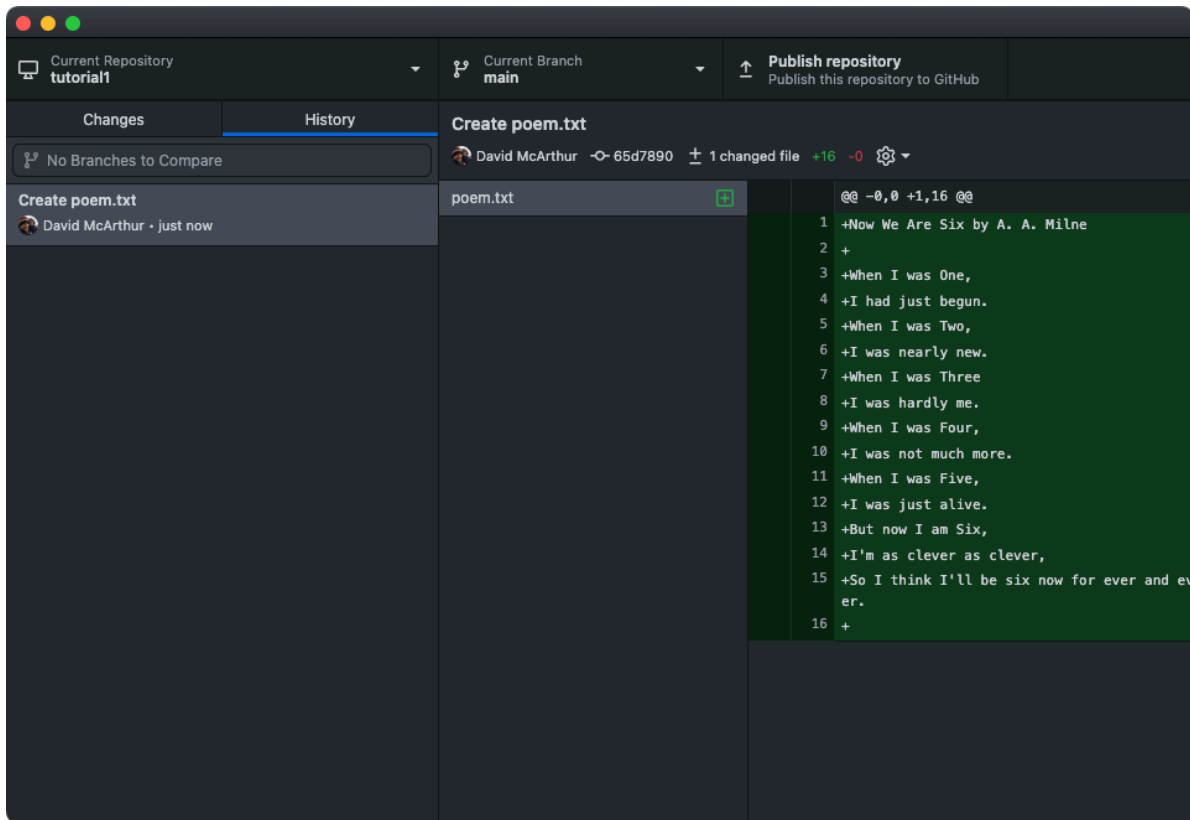 Current Repository
tutorial1
Current Branch
main
Publish repository
Publish this repository to GitHub
Changes
History
No Branches to Compare
Create poem.txt
David McArthur • just now
Create poem.txt
David McArthur 65d7890 1 changed file +16 -0
poem.txt
@@ -0,0 +1,16 @@
1 +Now We Are Six by A. A. Milne
2 +
3 +When I was One,
4 +I had just begun.
5 +When I was Two,
6 +I was nearly new.
7 +When I was Three
8 +I was hardly me.
9 +When I was Four,
10 +I was not much more.
11 +When I was Five,
12 +I was just alive.
13 +But now I am Six,
14 +I'm as clever as clever,
15 +So I think I'll be six now for ever and ev
er.
16 +